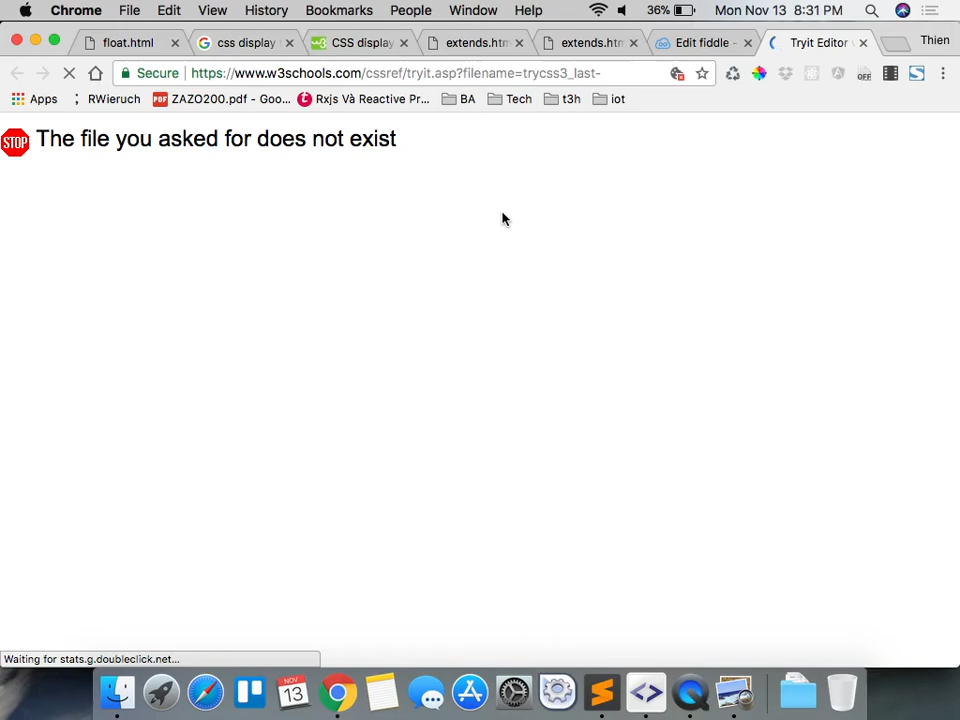 Chrome File Edit View History Bookmarks People Window Help 36% Mon Nov 13 8:31 PM
float.html css display CSS display extends.htm extends.htm Edit fiddle - Tryit Editor Thien
Secure https://www.w3schools.com/cssref/tryit.asp?filename=trycss3_last-
Apps RWieruch ZAZO200.pdf - Goo... Rxjs Và Reactive Pr... BA Tech t3h iot
STOP The file you asked for does not exist
Waiting for stats.g.doubleclick.net...
NOV
13